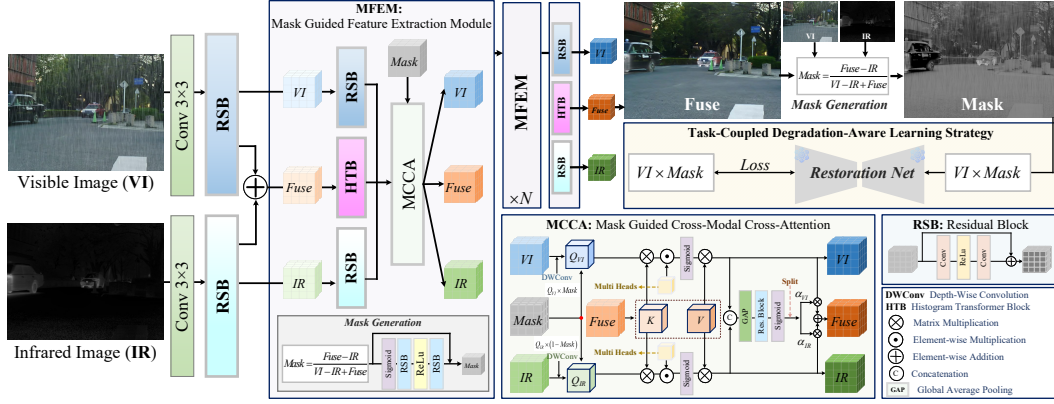 Visible Image (VI)
Conv 3×3
RSB
Infrared Image (IR)
Conv 3×3
RSB
MFEM:
Mask Guided Feature Extraction Module
VI
Fuse
IR
RSB
HTB
RSB
Mask
MCCA
VI
Fuse
IR
Mask Generation
Mask = Fuse−IR / VI−IR+Fuse
Sigmoid
RSB
ReLu
RSB
Mask
MFEM
×N
RSB
HTB
RSB
VI
Fuse
IR
Fuse
VI
IR
Mask = Fuse−IR / VI−IR+Fuse
Mask Generation
Mask
Task-Coupled Degradation-Aware Learning Strategy
VI × Mask
Loss
Restoration Net
VI × Mask
MCCA: Mask Guided Cross-Modal Cross-Attention
VI
DWConv
Q_VI
Q_VI × Mask
Mask
Fuse
Q_IR × (1−Mask)
DWConv
IR
Q_IR
Multi Heads
K
V
Multi Heads
Sigmoid
Sigmoid
C
GAP
Res. Block
Sigmoid
Split
α_VI
α_IR
VI
Fuse
IR
RSB: Residual Block
Conv
ReLu
Conv
DWConv Depth-Wise Convolution
HTB Histogram Transformer Block
Matrix Multiplication
Element-wise Multiplication
Element-wise Addition
C Concatenation
GAP Global Average Pooling